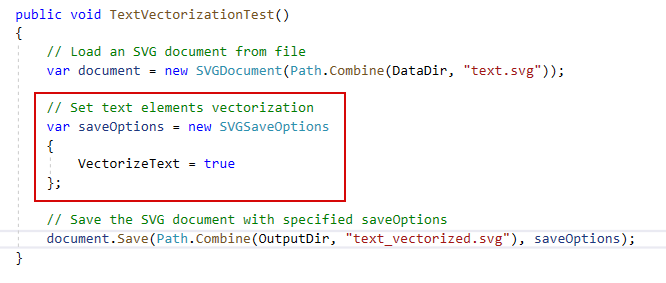 public void TextVectorizationTest()
{
// Load an SVG document from file
var document = new SVGDocument(Path.Combine(DataDir, "text.svg"));
// Set text elements vectorization
var saveOptions = new SVGSaveOptions
{
VectorizeText = true
};
// Save the SVG document with specified saveOptions
document.Save(Path.Combine(OutputDir, "text_vectorized.svg"), saveOptions);
}